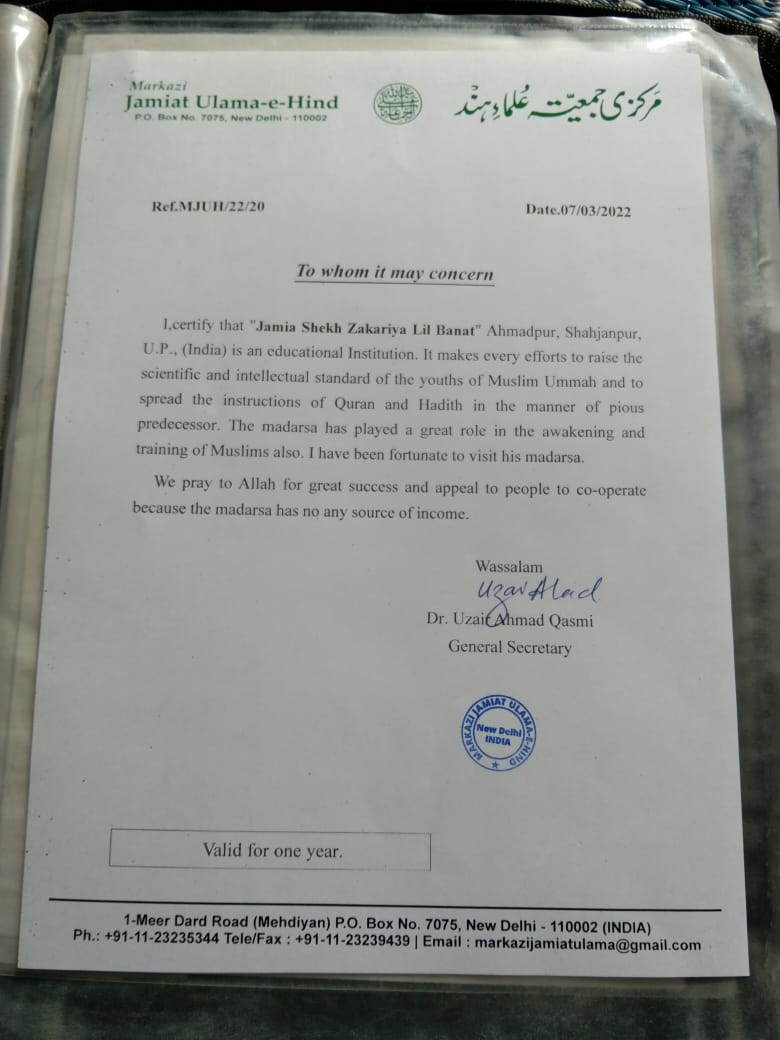 Markazi
Jamiat Ulama-e-Hind
P.O. Box No. 7075, New Delhi - 110002
مرکزی جمعیۃ علماءِ ہند
Ref.MJUH/22/20
Date.07/03/2022
To whom it may concern
I,certify that "Jamia Shekh Zakariya Lil Banat" Ahmadpur, Shahjanpur,
U.P., (India) is an educational Institution. It makes every efforts to raise the
scientific and intellectual standard of the youths of Muslim Ummah and to
spread the instructions of Quran and Hadith in the manner of pious
predecessor. The madarsa has played a great role in the awakening and
training of Muslims also. I have been fortunate to visit his madarsa.
We pray to Allah for great success and appeal to people to co-operate
because the madarsa has no any source of income.
Wassalam
Dr. Uzair Ahmad Qasmi
General Secretary
MARKAZI JAMIAT ULAMA-E-HIND
New Delhi
INDIA
Valid for one year.
1-Meer Dard Road (Mehdiyan) P.O. Box No. 7075, New Delhi - 110002 (INDIA)
Ph.: +91-11-23235344 Tele/Fax : +91-11-23239439 | Email : markazijamiatulama@gmail.com